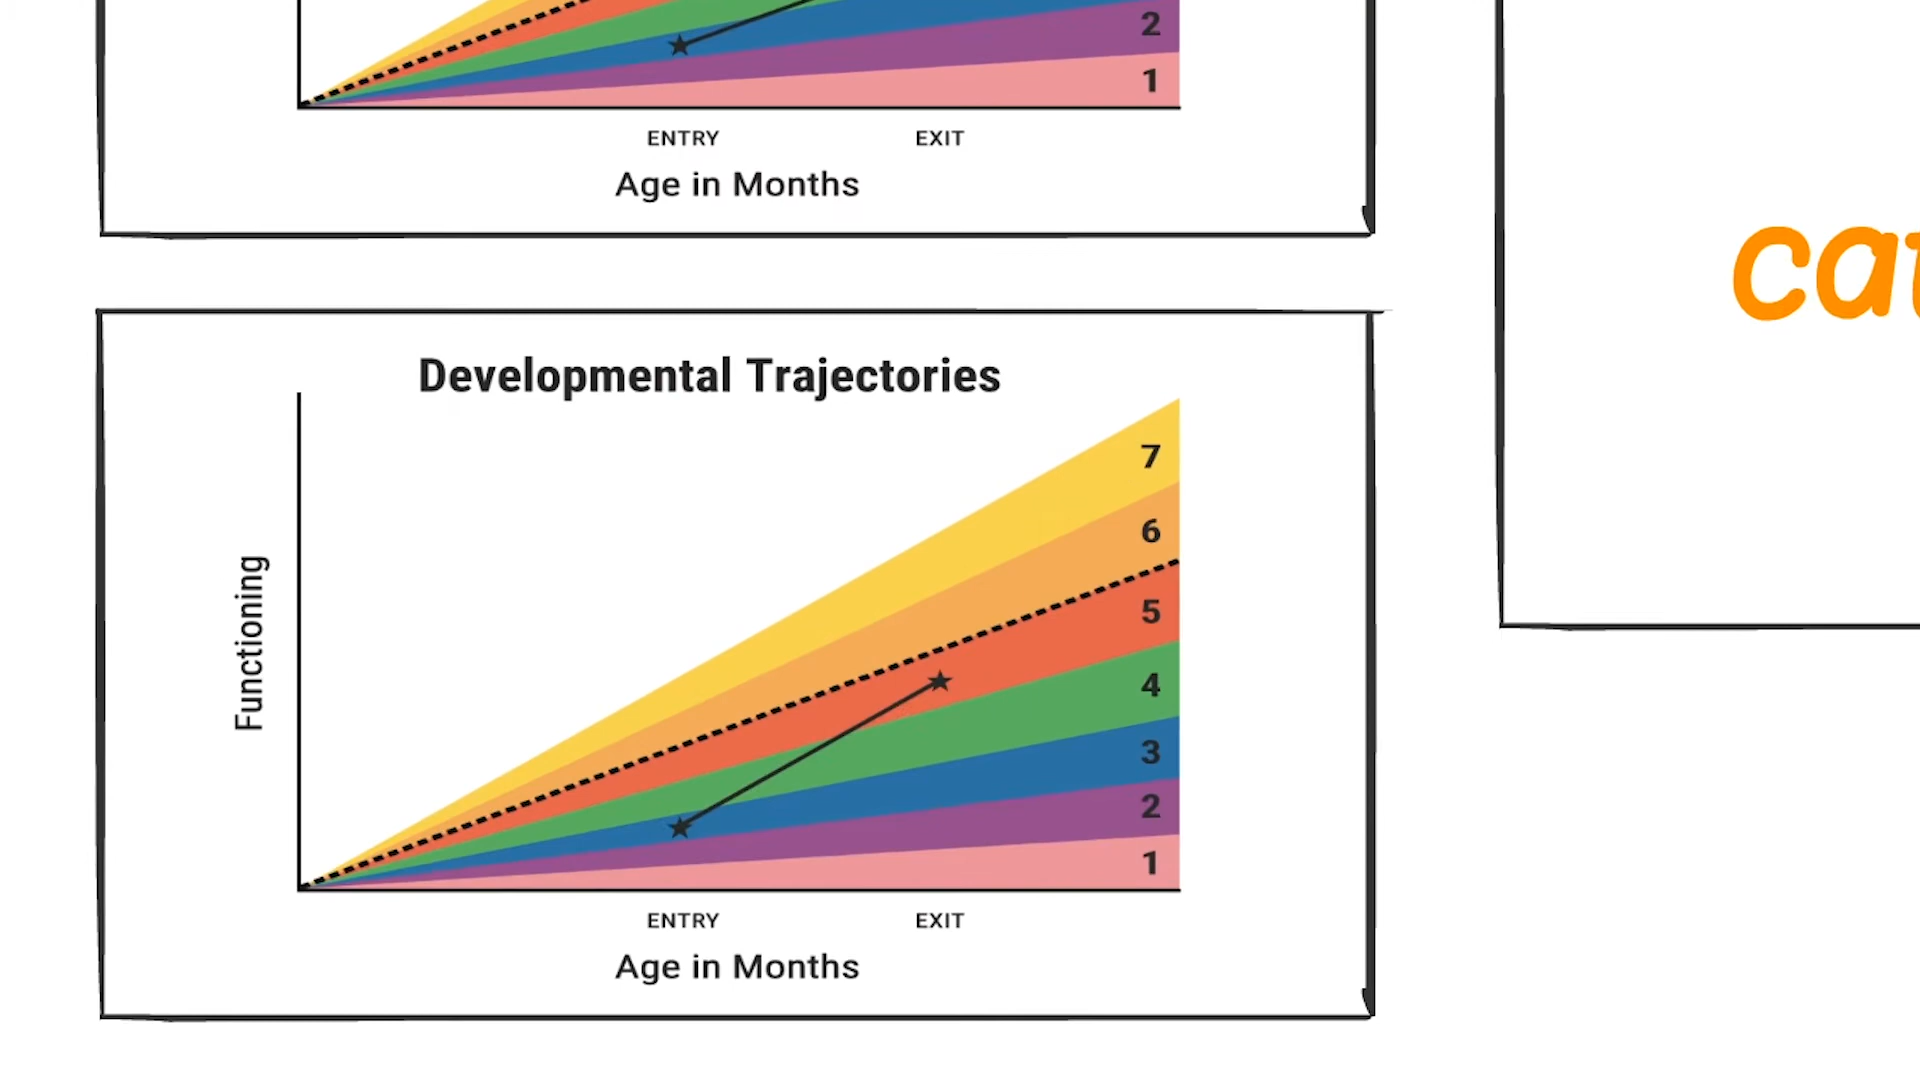 2
1
ENTRY EXIT
Age in Months
Developmental Trajectories
Functioning
7
6
5
4
3
2
1
ENTRY EXIT
Age in Months